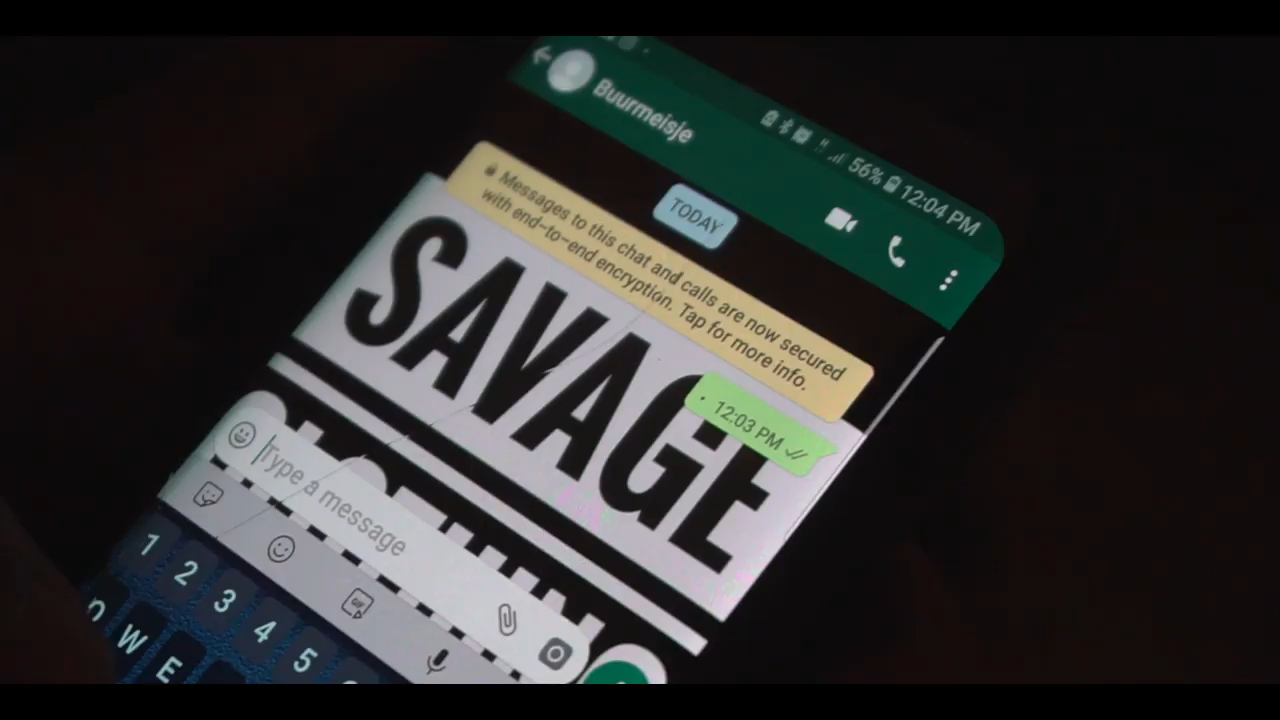 56% 12:04 PM
Buurmeisje
TODAY
Messages to this chat and calls are now secured
with end-to-end encryption. Tap for more info.
SAVAGE
. 12:03 PM
Type a message
GIF
1 2 3 4 5
W E